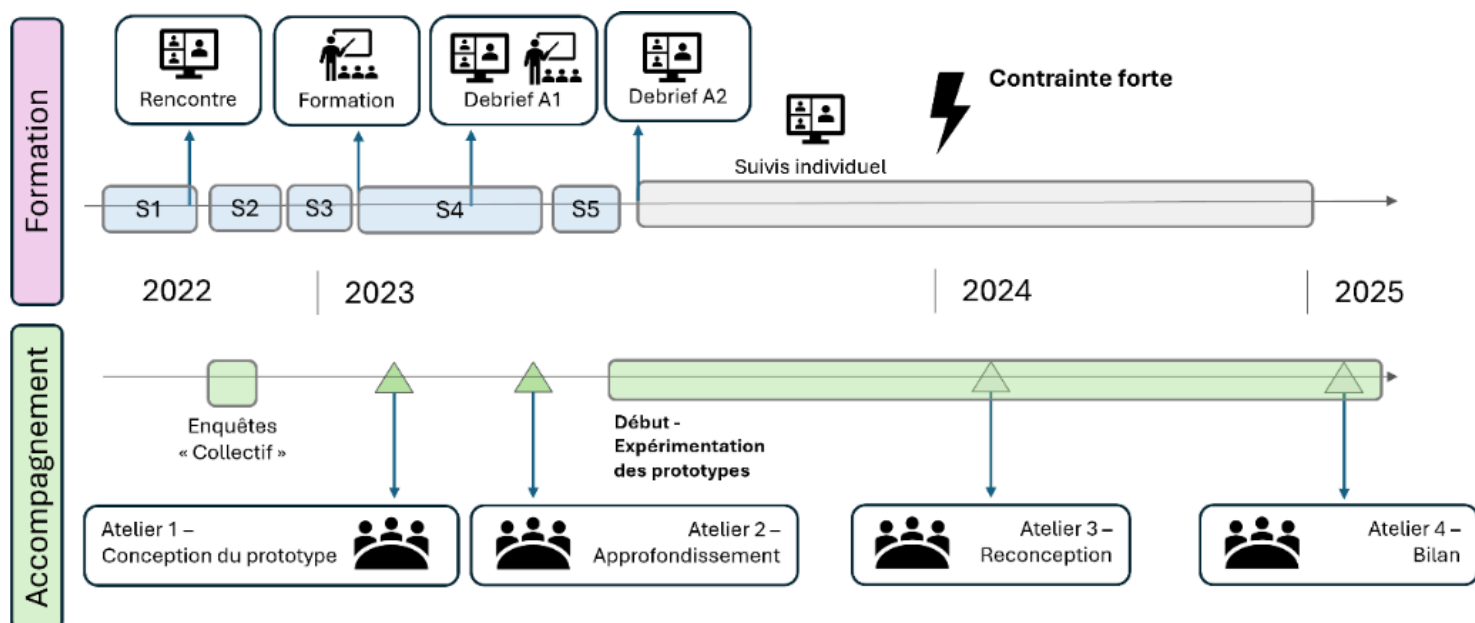 Formation
Rencontre
Formation
Debrief A1
Debrief A2
Contrainte forte
Suivis individuel
S1
S2
S3
S4
S5
2022
2023
2024
2025
Accompagnement
Enquêtes
« Collectif »
Début -
Expérimentation
des prototypes
Atelier 1 –
Conception du prototype
Atelier 2 –
Approfondissement
Atelier 3 –
Reconception
Atelier 4 –
Bilan